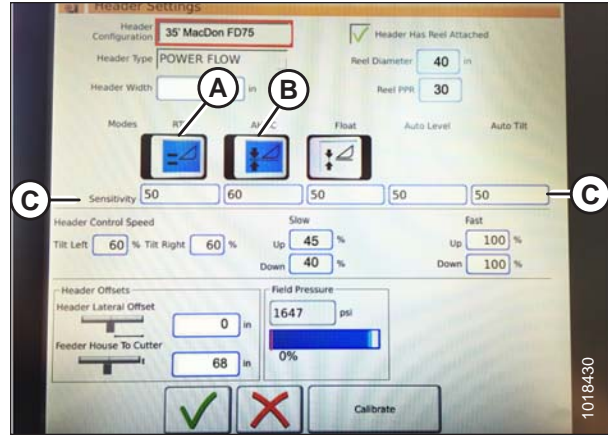 Header Settings
Header Configuration 35' MacDon FD75 Header Has Reel Attached
Header Type POWER FLOW Reel Diameter 40 in
Header Width in Reel PPR 30
A B
Modes Float Auto Level Auto Tilt
C Sensitivity 50 60 50 50 50 C
Header Control Speed Slow Fast
Tilt Left 60 % Tilt Right 60 % Up 45 % Up 100 %
Down 40 % Down 100 %
Header Offsets Field Pressure
Header Lateral Offset 1647 psi
0 in
Feeder House To Cutter 0%
68 in
Calibrate
1018430